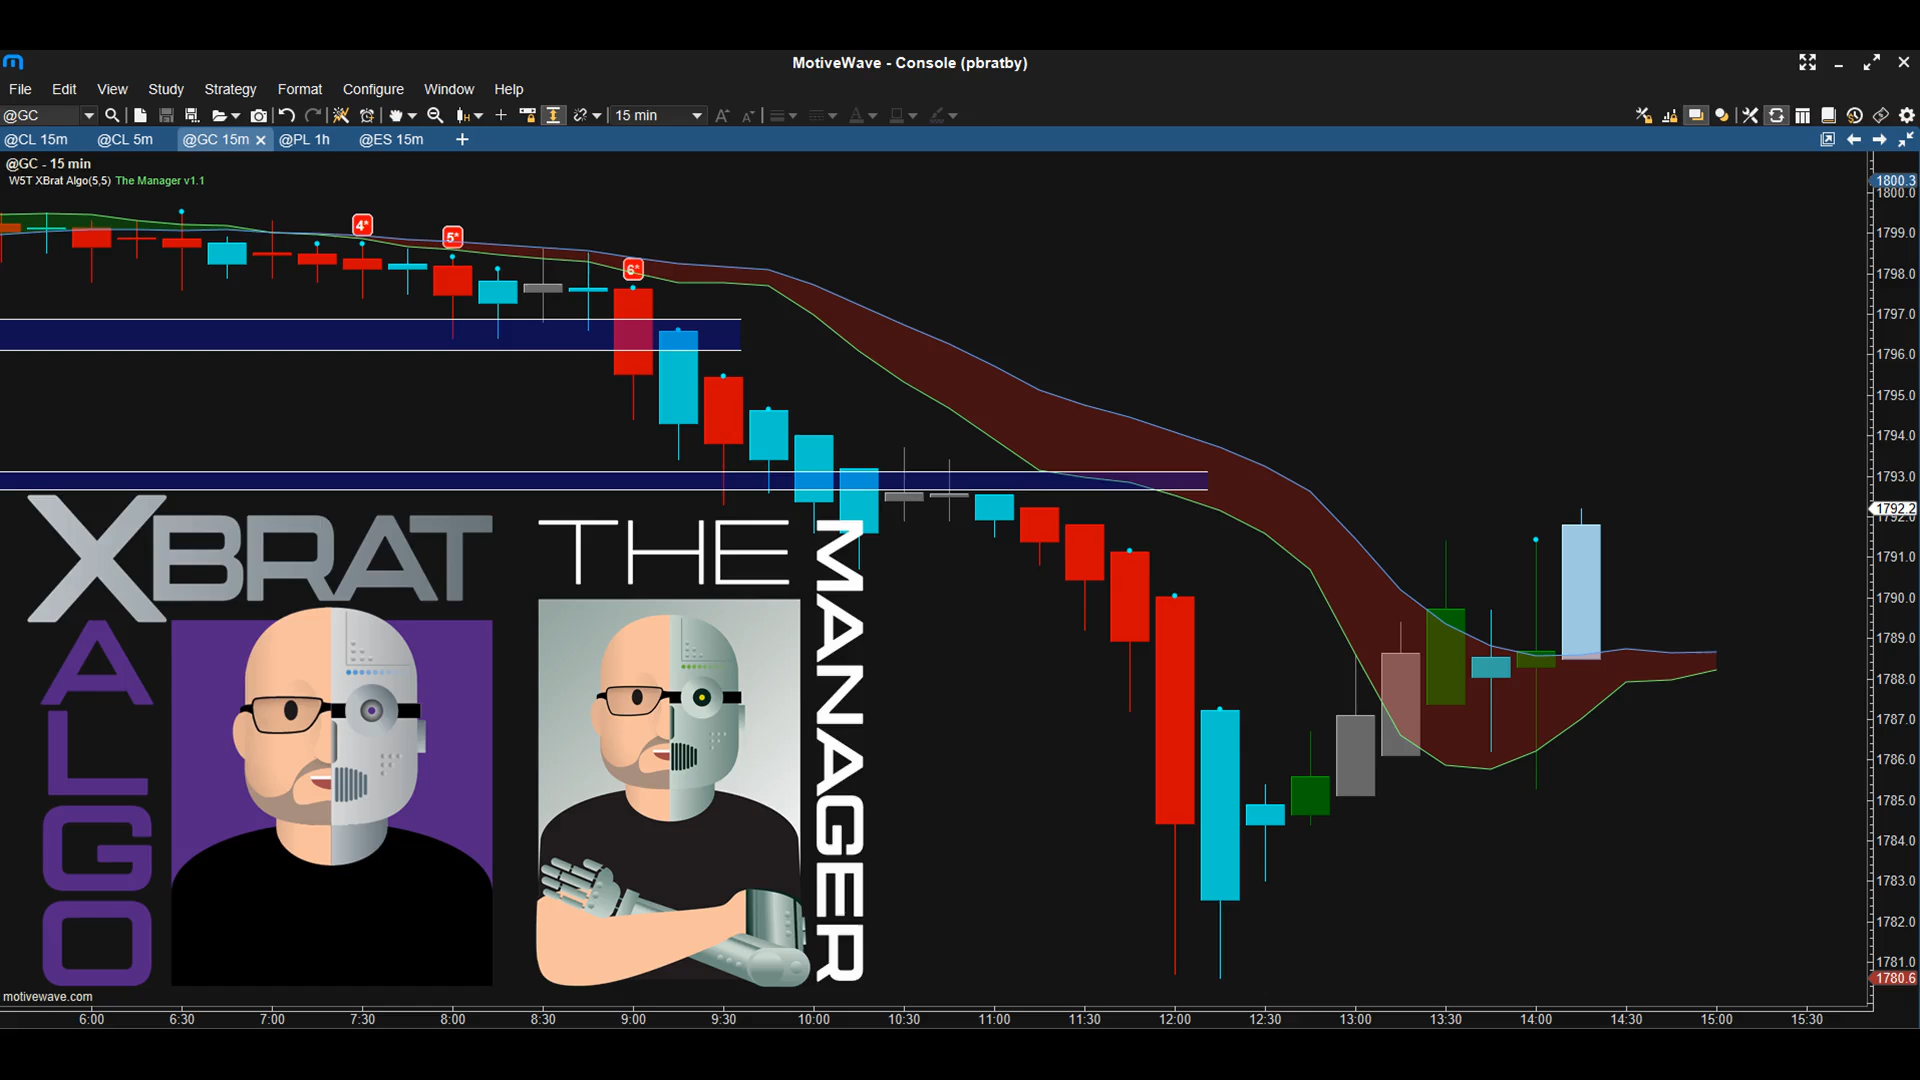 MotiveWave - Console (pbratby)
File Edit View Study Strategy Format Configure Window Help
@GC 15 min
@CL 15m @CL 5m @GC 15m @PL 1h @ES 15m
@GC - 15 min
W5T XBrat Algo(5,5) The Manager v1.1
4*
5*
6*
1800.3
1800.0
1799.0
1798.0
1797.0
1796.0
1795.0
1794.0
1793.0
1792.2
1792.0
1791.0
1790.0
1789.0
1788.0
1787.0
1786.0
1785.0
1784.0
1783.0
1782.0
1781.0
1780.6
XBRAT
ALGO
THE
MANAGER
motivewave.com
6:00 6:30 7:00 7:30 8:00 8:30 9:00 9:30 10:00 10:30 11:00 11:30 12:00 12:30 13:00 13:30 14:00 14:30 15:00 15:30